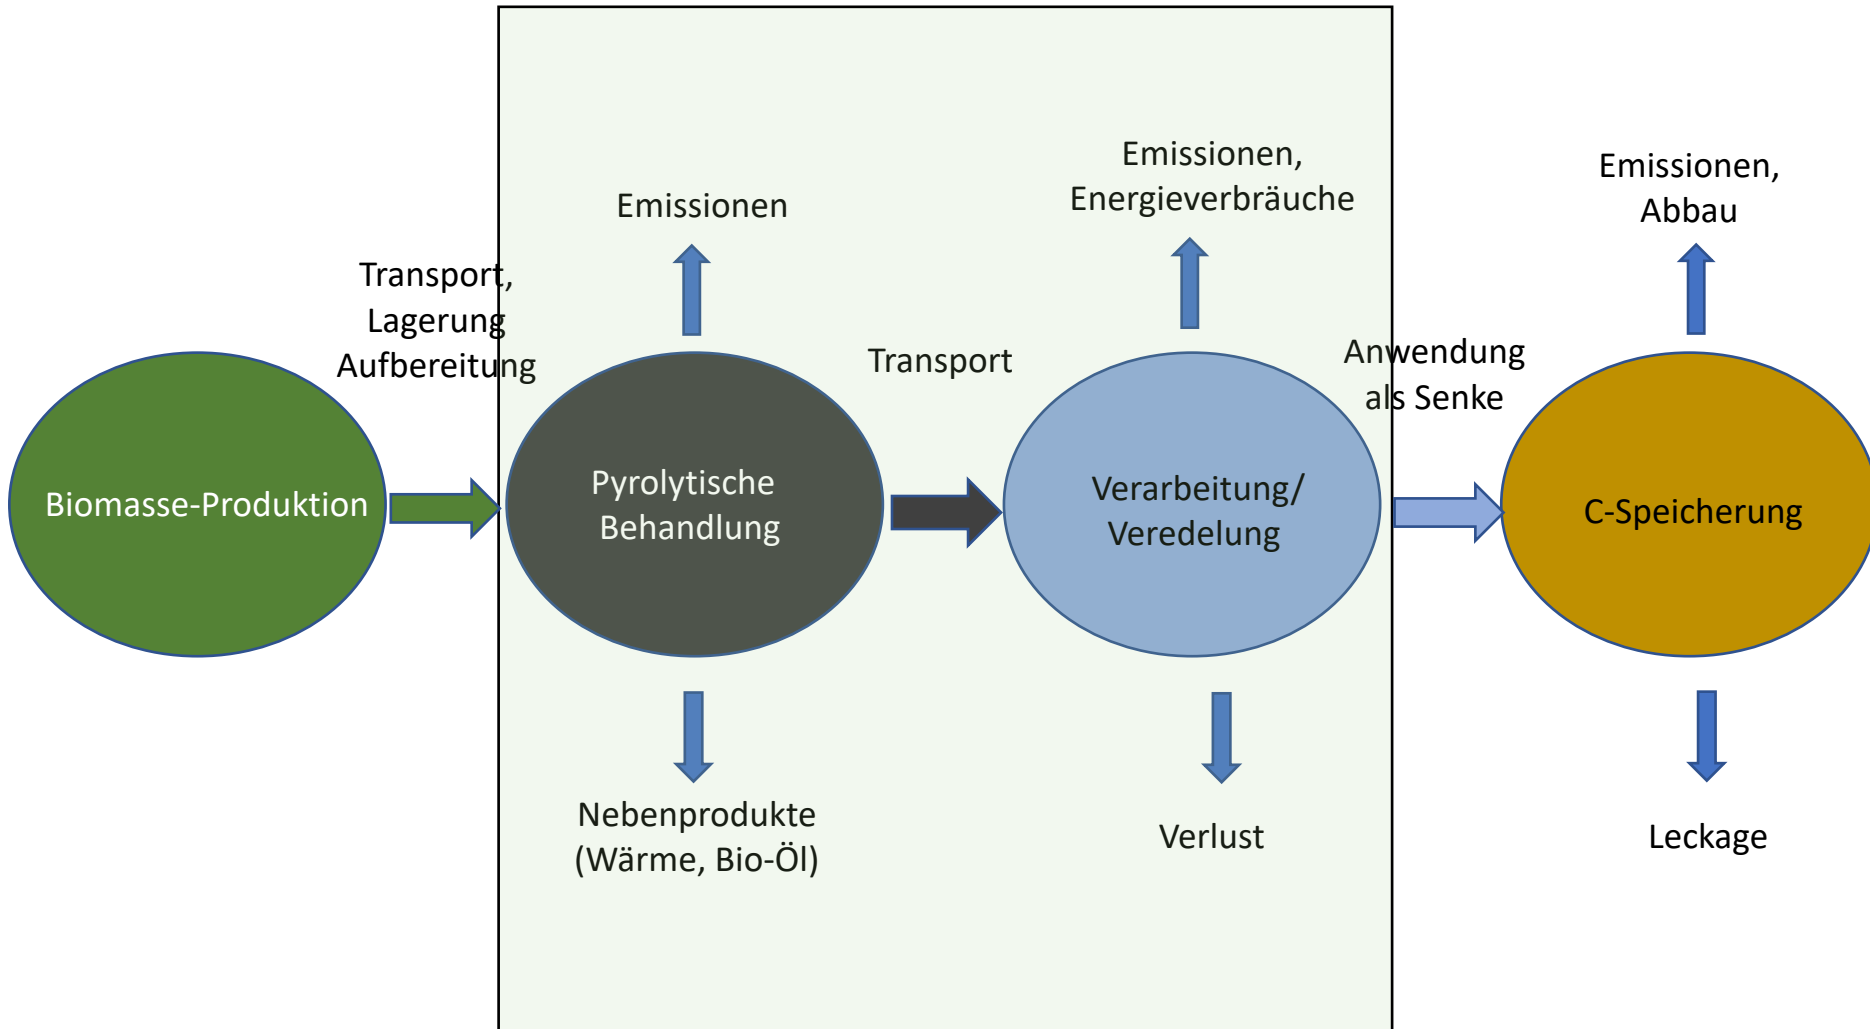 Biomasse-Produktion
Transport,
Lagerung
Aufbereitung
Emissionen
Pyrolytische
Behandlung
Nebenprodukte
(Wärme, Bio-Öl)
Transport
Emissionen,
Energieverbräuche
Verarbeitung/
Veredelung
Verlust
Anwendung
als Senke
Emissionen,
Abbau
C-Speicherung
Leckage